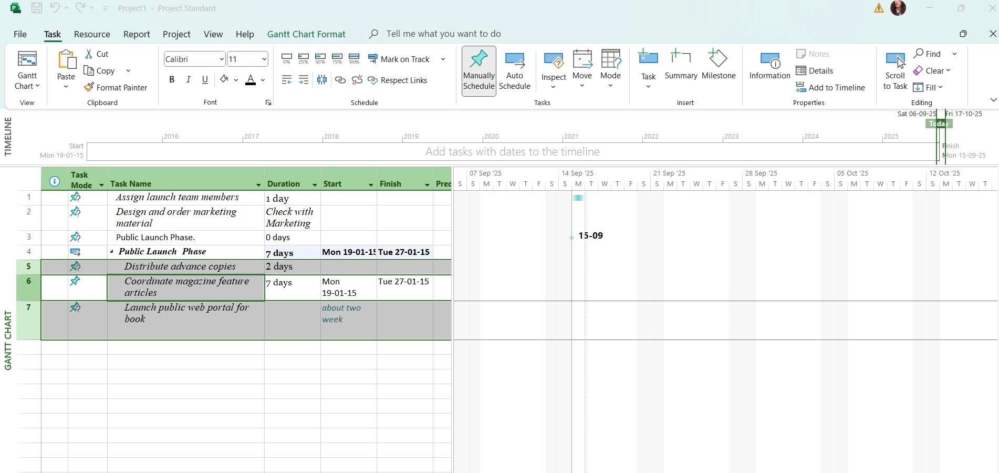 Project1 - Project Standard
File Task Resource Report Project View Help Gantt Chart Format Tell me what you want to do
Gantt Chart
View
Paste
Cut
Copy
Format Painter
Clipboard
Calibri 11
B I U A
Font
0% 25% 50% 75% 100% Mark on Track
Respect Links
Schedule
Manually Schedule
Auto Schedule
Inspect
Move
Mode
Tasks
Task
Summary
Milestone
Insert
Information
Notes
Details
Add to Timeline
Properties
Scroll to Task
Find
Clear
Fill
Editing
TIMELINE
Sat 06-09-25 Fri 17-10-25
Today
2016 2017 2018 2019 2020 2021 2022 2023 2024 2025
Start
Mon 19-01-15
Add tasks with dates to the timeline
Finish
Mon 15-09-25
GANTT CHART
Task Mode Task Name Duration Start Finish Pred
07 Sep '25 14 Sep '25 21 Sep '25 28 Sep '25 05 Oct '25 12 Oct '25
S S M T W T F S S M T W T F S S M T W T F S S M T W T F S S M T W T F S S M T W T
1 Assign launch team members 1 day
2 Design and order marketing material Check with Marketing
3 Public Launch Phase. 0 days
15-09
4 Public Launch Phase 7 days Mon 19-01-15 Tue 27-01-15
5 Distribute advance copies 2 days
6 Coordinate magazine feature articles 7 days Mon 19-01-15 Tue 27-01-15
7 Launch public web portal for book about two week